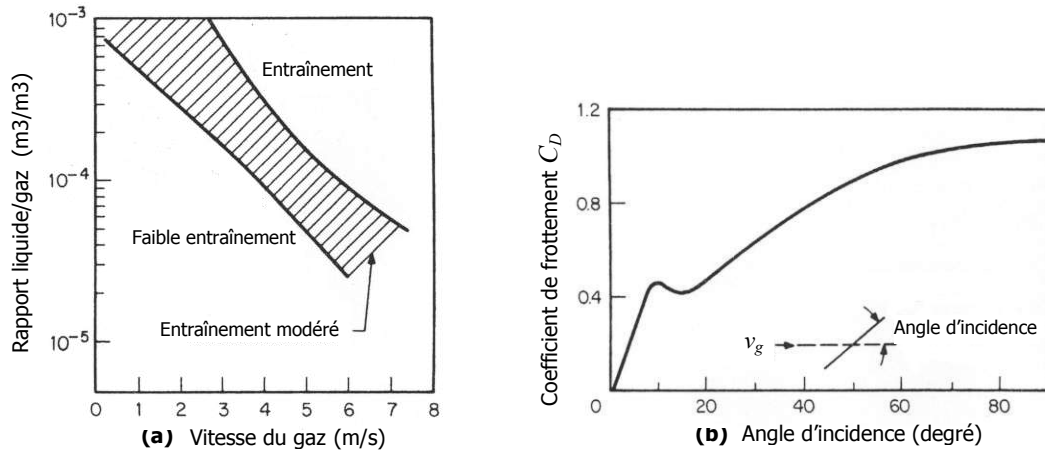 Rapport liquide/gaz (m3/m3)
10⁻³
10⁻⁴
10⁻⁵
Entraînement
Faible entraînement
Entraînement modéré
0 1 2 3 4 5 6 7 8
(a) Vitesse du gaz (m/s)
Coefficient de frottement C_D
1.2
0.8
0.4
0
v_g
Angle d'incidence
20 40 60 80
(b) Angle d'incidence (degré)